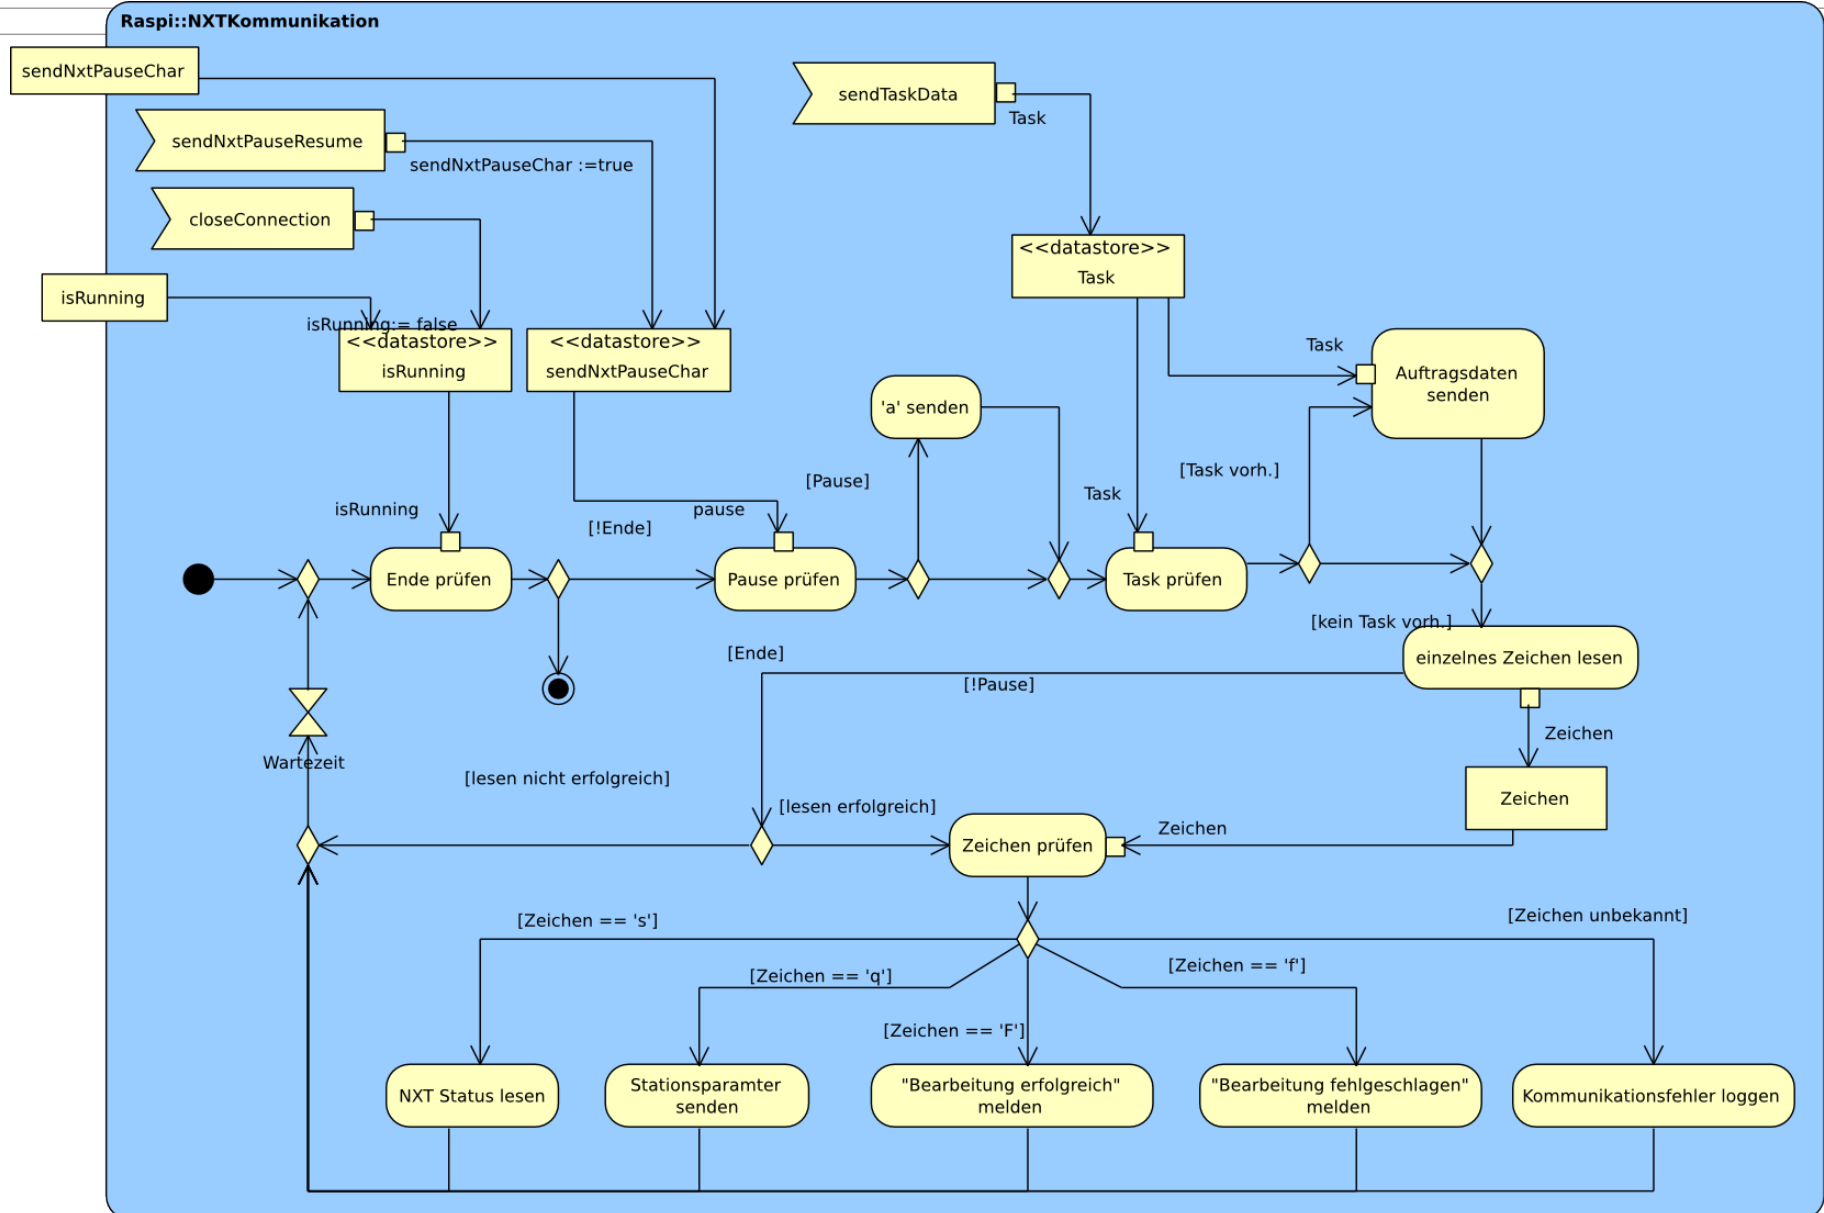 Raspi::NXTKommunikation
sendNxtPauseChar
sendTaskData
Task
sendNxtPauseResume
sendNxtPauseChar :=true
closeConnection
<<datastore>>
Task
isRunning
isRunning:= false
<<datastore>>
isRunning
<<datastore>>
sendNxtPauseChar
Task
Auftragsdaten
senden
'a' senden
[Task vorh.]
[Pause]
Task
isRunning
pause
[!Ende]
Ende prüfen
Pause prüfen
Task prüfen
[kein Task vorh.]
[Ende]
einzelnes Zeichen lesen
[!Pause]
Zeichen
Wartezeit
[lesen nicht erfolgreich]
Zeichen
[lesen erfolgreich]
Zeichen
Zeichen prüfen
[Zeichen == 's']
[Zeichen unbekannt]
[Zeichen == 'q']
[Zeichen == 'f']
[Zeichen == 'F']
NXT Status lesen
Stationsparamter
senden
"Bearbeitung erfolgreich"
melden
"Bearbeitung fehlgeschlagen"
melden
Kommunikationsfehler loggen